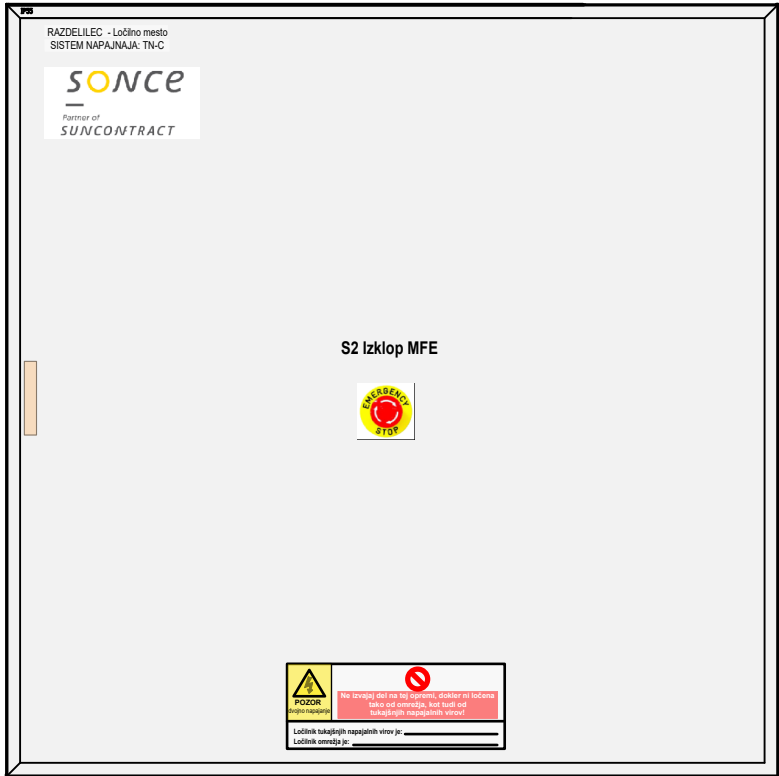 IP55
RAZDELILEC - Ločilno mesto
SISTEM NAPAJNAJA: TN-C
SONCE
Partner of
SUNCONTRACT
S2 Izklop MFE
EMERGENCY
STOP
POZOR
dvojno napajanje
Ne izvajaj del na tej opremi, dokler ni ločena
tako od omrežja, kot tudi od
tukajšnjih napajalnih virov!
Ločilnik tukajšnjih napajalnih virov je:
Ločilnik omrežja je: